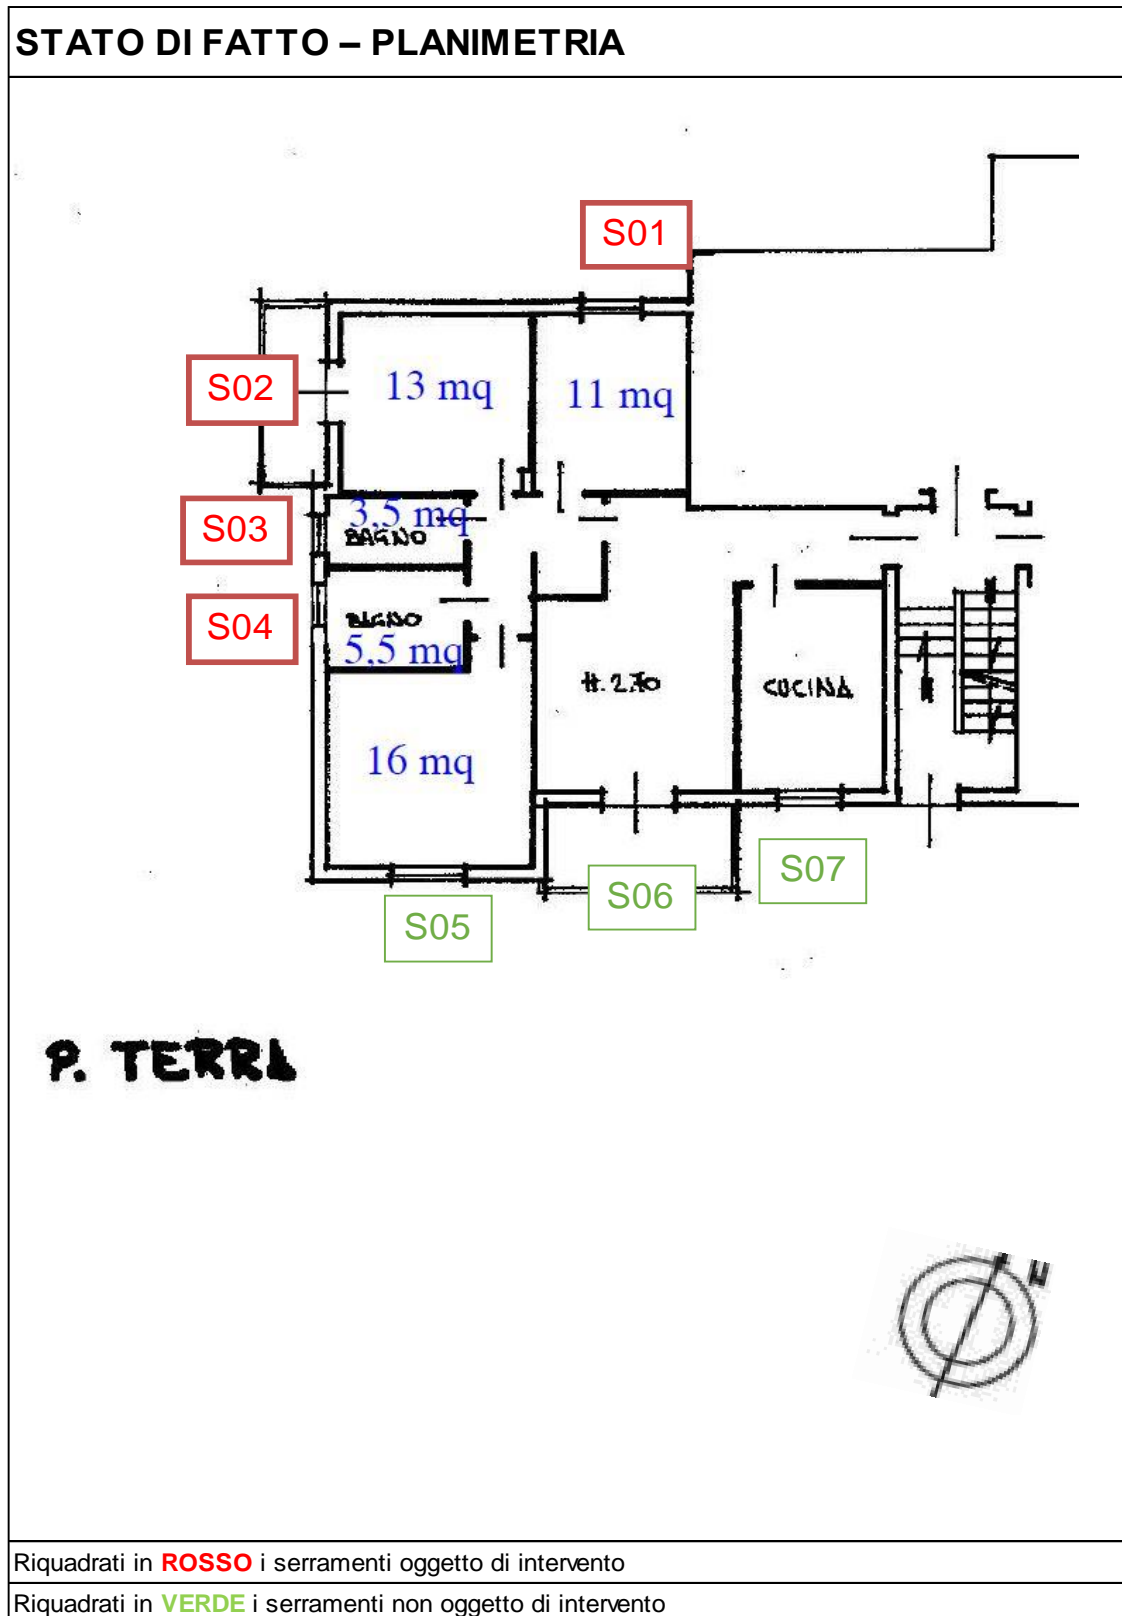 STATO DI FATTO – PLANIMETRIA
S01
S02
13 mq
11 mq
S03
3,5 mq
BAGNO
S04
BAGNO
5,5 mq
H. 2.70
COCINA
16 mq
S07
S06
S05
P. TERRA
N
Riquadrati in ROSSO i serramenti oggetto di intervento
Riquadrati in VERDE i serramenti non oggetto di intervento